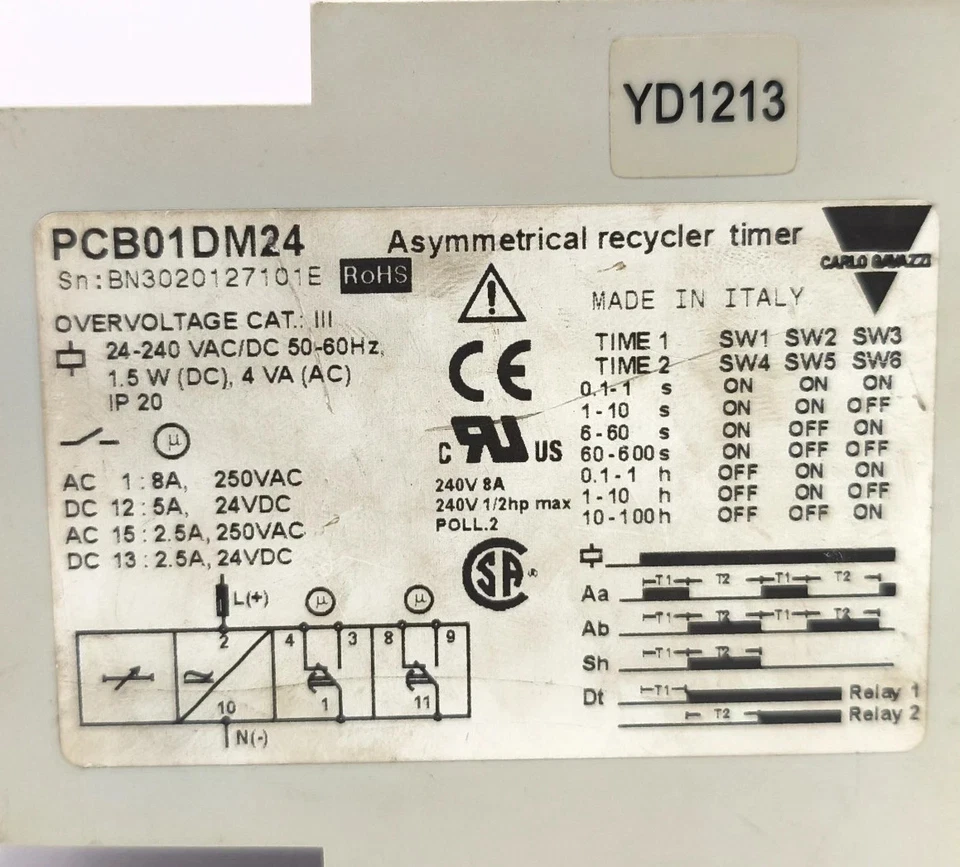 YD1213
PCB01DM24
Asymmetrical recycler timer
CARLO GAVAZZI
Sn:BN3020127101E RoHS
MADE IN ITALY
OVERVOLTAGE CAT.: III
24-240 VAC/DC 50-60Hz,
1.5 W (DC), 4 VA (AC)
IP 20
μ
AC 1:8A, 250VAC
DC 12:5A, 24VDC
AC 15:2.5A,250VAC
DC 13:2.5A,24VDC
CE
C RU US
240V 8A
240V 1/2hp max
POLL.2
SA
TIME 1 SW1 SW2 SW3
TIME 2 SW4 SW5 SW6
0.1-1 s ON ON ON
1-10 s ON ON OFF
6-60 s ON OFF ON
60-600 s ON OFF OFF
0.1-1 h OFF ON ON
1-10 h OFF ON OFF
10-100h OFF OFF ON
L(+) μ μ
2 4 3 8 9
10 1 11
N(-)
Aa T1 T2 T1 T2
Ab T1 T2 T1 T2
Sh T1 T2
Dt T1 Relay 1
T2 Relay 2